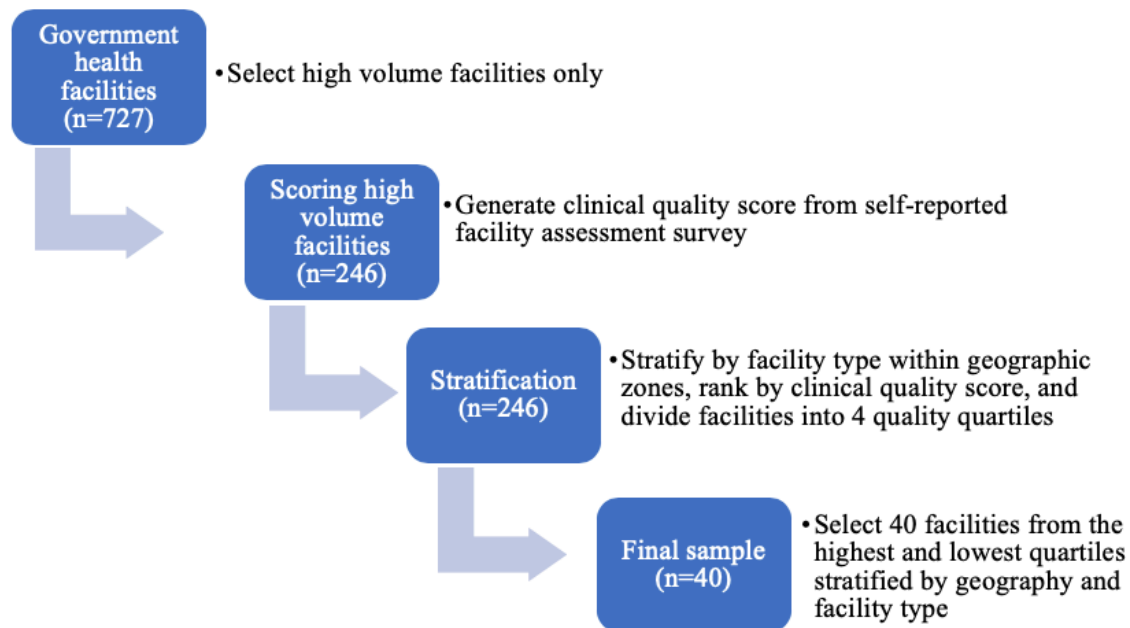 Government
health
facilities
(n=727)
•Select high volume facilities only
Scoring high
volume
facilities
(n=246)
•Generate clinical quality score from self-reported
facility assessment survey
Stratification
(n=246)
•Stratify by facility type within geographic
zones, rank by clinical quality score, and
divide facilities into 4 quality quartiles
Final sample
(n=40)
•Select 40 facilities from the
highest and lowest quartiles
stratified by geography and
facility type